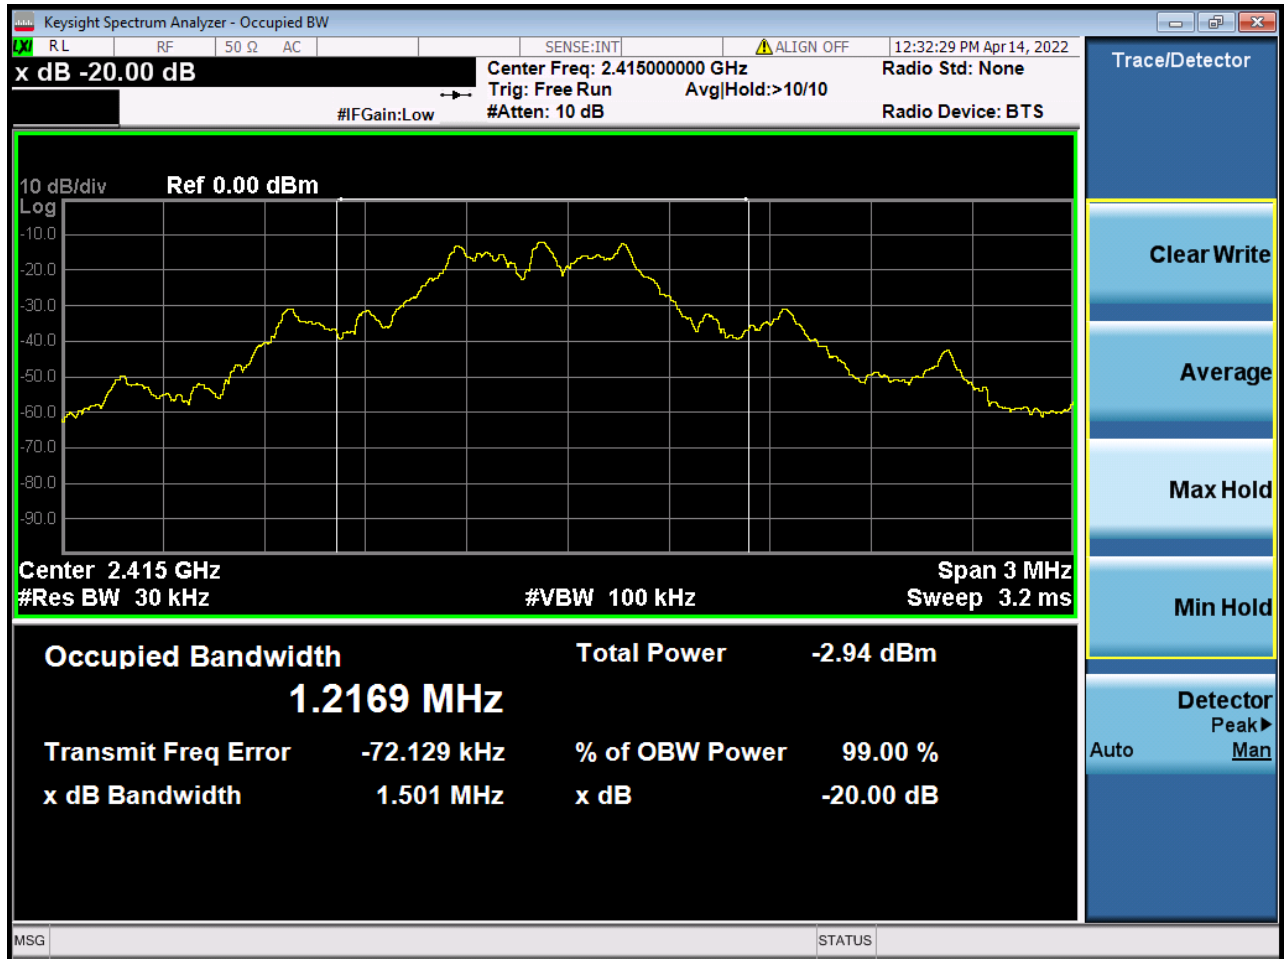 Keysight Spectrum Analyzer - Occupied BW
LXI RL RF 50 Ω AC SENSE:INT ALIGN OFF 12:32:29 PM Apr 14, 2022
x dB -20.00 dB
Center Freq: 2.415000000 GHz Radio Std: None
Trig: Free Run Avg|Hold:>10/10
#IFGain:Low #Atten: 10 dB Radio Device: BTS
10 dB/div Ref 0.00 dBm
Log
-10.0
-20.0
-30.0
-40.0
-50.0
-60.0
-70.0
-80.0
-90.0
Center 2.415 GHz Span 3 MHz
#Res BW 30 kHz #VBW 100 kHz Sweep 3.2 ms
Occupied Bandwidth Total Power -2.94 dBm
1.2169 MHz
Transmit Freq Error -72.129 kHz % of OBW Power 99.00 %
x dB Bandwidth 1.501 MHz x dB -20.00 dB
MSG STATUS
Trace/Detector
Clear Write
Average
Max Hold
Min Hold
Detector
Peak▶
Auto Man